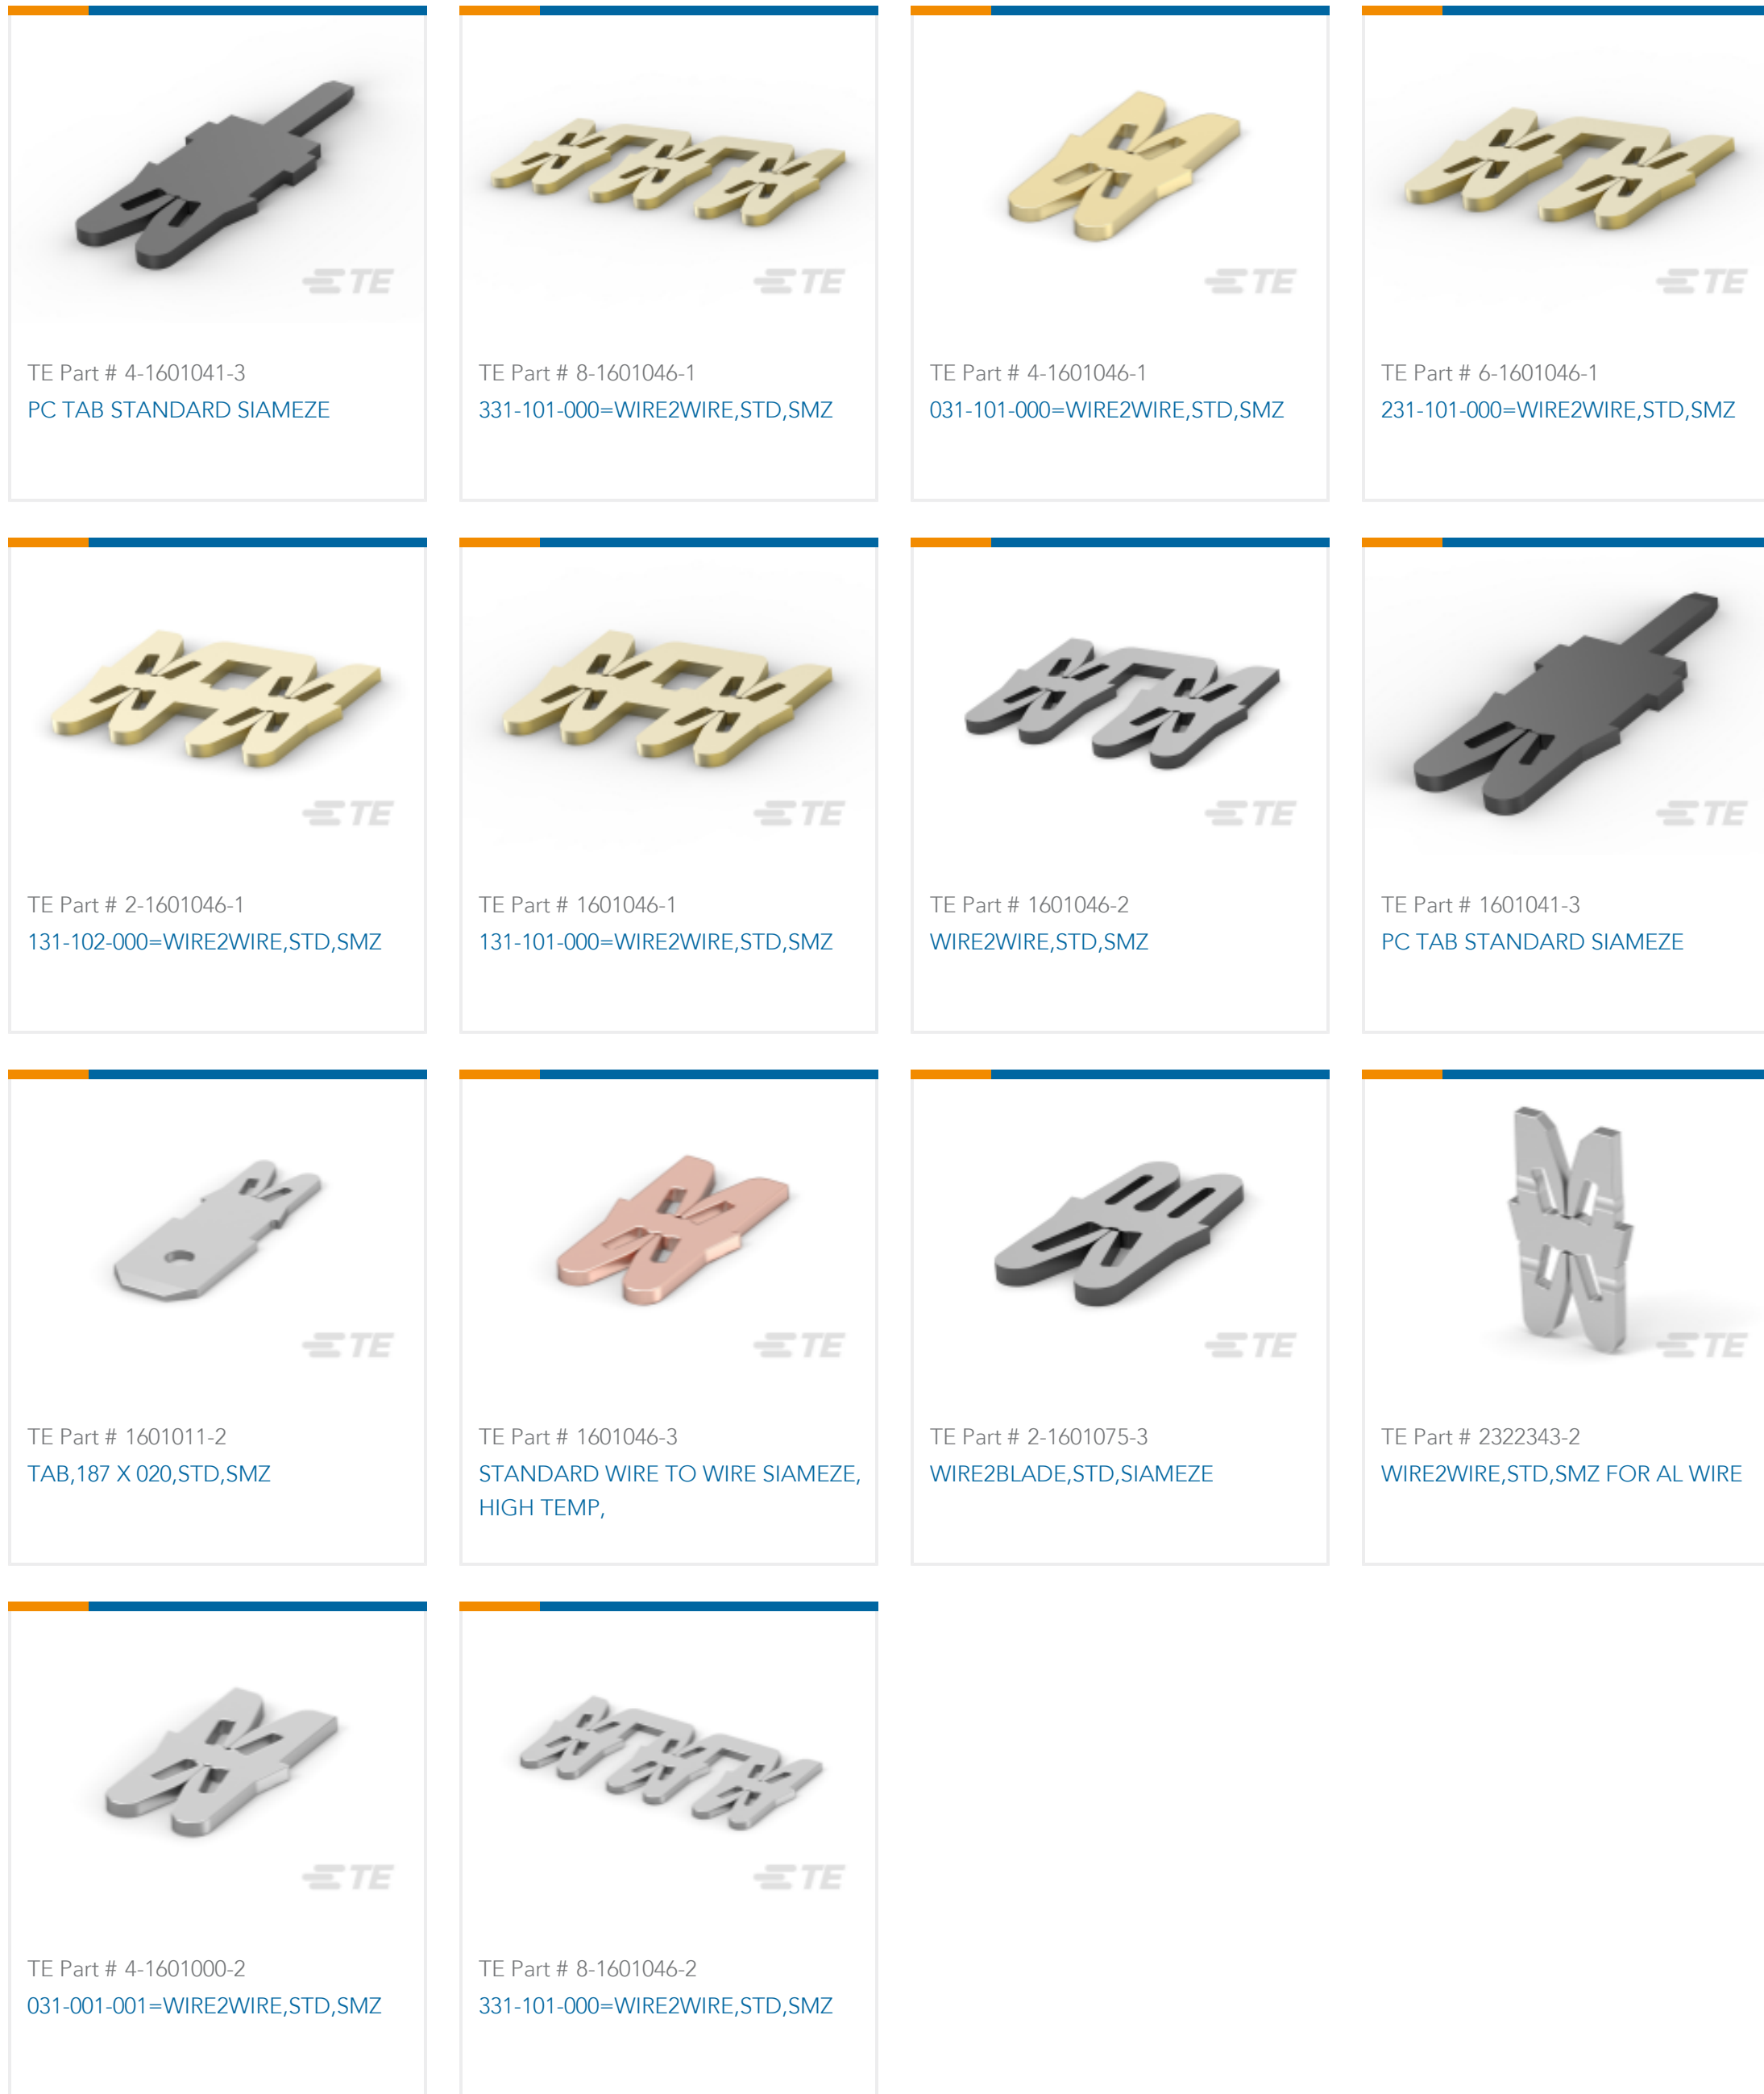 TE
TE
TE
TE
TE Part # 4-1601041-3
PC TAB STANDARD SIAMEZE
TE Part # 8-1601046-1
331-101-000=WIRE2WIRE,STD,SMZ
TE Part # 4-1601046-1
031-101-000=WIRE2WIRE,STD,SMZ
TE Part # 6-1601046-1
231-101-000=WIRE2WIRE,STD,SMZ
TE
TE
TE
TE
TE Part # 2-1601046-1
131-102-000=WIRE2WIRE,STD,SMZ
TE Part # 1601046-1
131-101-000=WIRE2WIRE,STD,SMZ
TE Part # 1601046-2
WIRE2WIRE,STD,SMZ
TE Part # 1601041-3
PC TAB STANDARD SIAMEZE
TE
TE
TE
TE
TE Part # 1601011-2
TAB,187 X 020,STD,SMZ
TE Part # 1601046-3
STANDARD WIRE TO WIRE SIAMEZE,
HIGH TEMP,
TE Part # 2-1601075-3
WIRE2BLADE,STD,SIAMEZE
TE Part # 2322343-2
WIRE2WIRE,STD,SMZ FOR AL WIRE
TE
TE
TE Part # 4-1601000-2
031-001-001=WIRE2WIRE,STD,SMZ
TE Part # 8-1601046-2
331-101-000=WIRE2WIRE,STD,SMZ